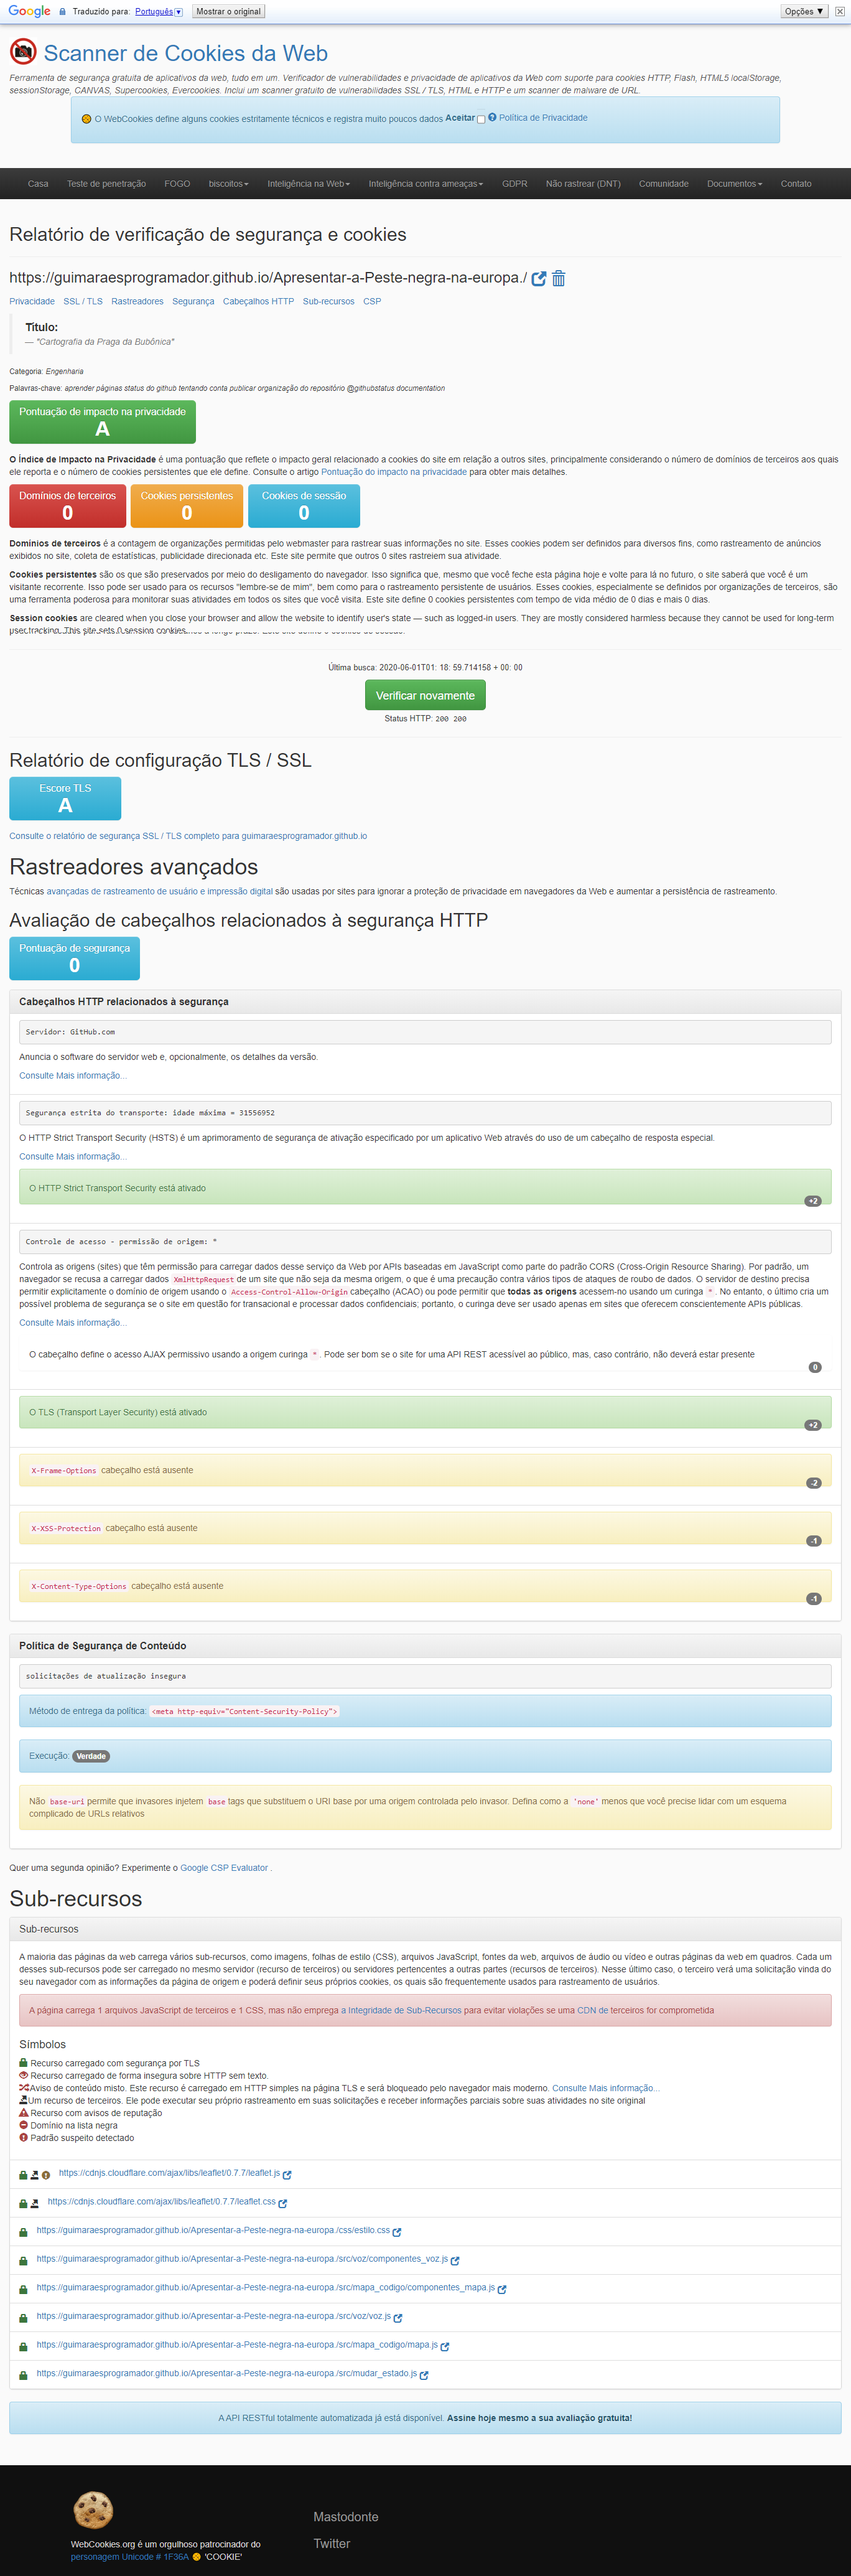 Google Traduzido para: Português Mostrar o original Opções ▼
Scanner de Cookies da Web
Ferramenta de segurança gratuita de aplicativos da web, tudo em um. Verificador de vulnerabilidades e privacidade de aplicativos da Web com suporte para cookies HTTP, Flash, HTML5 localStorage,
sessionStorage, CANVAS, Supercookies, Evercookies. Inclui um scanner gratuito de vulnerabilidades SSL / TLS, HTML e HTTP e um scanner de malware de URL.
O WebCookies define alguns cookies estritamente técnicos e registra muito poucos dados Aceitar Política de Privacidade
Casa Teste de penetração FOGO biscoitos Inteligência na Web Inteligência contra ameaças GDPR Não rastrear (DNT) Comunidade Documentos Contato
Relatório de verificação de segurança e cookies
https://guimaraesprogramador.github.io/Apresentar-a-Peste-negra-na-europa./
Privacidade SSL / TLS Rastreadores Segurança Cabeçalhos HTTP Sub-recursos CSP
Titulo:
— "Cartografia da Praga da Bubônica"
Categoria: Engenharia
Palavras-chave: aprender páginas status do github tentando conta publicar organização do repositório @githubstatus documentation
Pontuação de impacto na privacidade
A
O Índice de Impacto na Privacidade é uma pontuação que reflete o impacto geral relacionado a cookies do site em relação a outros sites, principalmente considerando o número de domínios de terceiros aos quais
ele reporta e o número de cookies persistentes que ele define. Consulte o artigo Pontuação do impacto na privacidade para obter mais detalhes.
Domínios de terceiros Cookies persistentes Cookies de sessão
0 0 0
Domínios de terceiros é a contagem de organizações permitidas pelo webmaster para rastrear suas informações no site. Esses cookies podem ser definidos para diversos fins, como rastreamento de anúncios
exibidos no site, coleta de estatísticas, publicidade direcionada etc. Este site permite que outros 0 sites rastreiem sua atividade.
Cookies persistentes são os que são preservados por meio do desligamento do navegador. Isso significa que, mesmo que você feche esta página hoje e volte para lá no futuro, o site saberá que você é um
visitante recorrente. Isso pode ser usado para os recursos "lembre-se de mim", bem como para o rastreamento persistente de usuários. Esses cookies, especialmente se definidos por organizações de terceiros, são
uma ferramenta poderosa para monitorar suas atividades em todos os sites que você visita. Este site define 0 cookies persistentes com tempo de vida médio de 0 dias e mais 0 dias.
Session cookies are cleared when you close your browser and allow the website to identify user's state — such as logged-in users. They are mostly considered harmless because they cannot be used for long-term
user tracking. This site sets 0 session cookies.
Última busca: 2020-06-01T01: 18: 59.714158 + 00: 00
Verificar novamente
Status HTTP: 200 200
Relatório de configuração TLS / SSL
Escore TLS
A
Consulte o relatório de segurança SSL / TLS completo para guimaraesprogramador.github.io
Rastreadores avançados
Técnicas avançadas de rastreamento de usuário e impressão digital são usadas por sites para ignorar a proteção de privacidade em navegadores da Web e aumentar a persistência de rastreamento.
Avaliação de cabeçalhos relacionados à segurança HTTP
Pontuação de segurança
0
Cabeçalhos HTTP relacionados à segurança
Servidor: GitHub.com
Anuncia o software do servidor web e, opcionalmente, os detalhes da versão.
Consulte Mais informação...
Segurança estrita do transporte: idade máxima = 31556952
O HTTP Strict Transport Security (HSTS) é um aprimoramento de segurança de ativação especificado por um aplicativo Web através do uso de um cabeçalho de resposta especial.
Consulte Mais informação...
O HTTP Strict Transport Security está ativado
+2
Controle de acesso - permissão de origem: *
Controla as origens (sites) que têm permissão para carregar dados desse serviço da Web por APIs baseadas em JavaScript como parte do padrão CORS (Cross-Origin Resource Sharing). Por padrão, um
navegador se recusa a carregar dados XmlHttpRequest de um site que não seja da mesma origem, o que é uma precaução contra vários tipos de ataques de roubo de dados. O servidor de destino precisa
permitir explicitamente o domínio de origem usando o Access-Control-Allow-Origin cabeçalho (ACAO) ou pode permitir que todas as origens acessem-no usando um curinga *. No entanto, o último cria um
possível problema de segurança se o site em questão for transacional e processar dados confidenciais; portanto, o curinga deve ser usado apenas em sites que oferecem conscientemente APIs públicas.
Consulte Mais informação...
O cabeçalho define o acesso AJAX permissivo usando a origem curinga *. Pode ser bom se o site for uma API REST acessível ao público, mas, caso contrário, não deverá estar presente
0
O TLS (Transport Layer Security) está ativado
+2
X-Frame-Options cabeçalho está ausente
-2
X-XSS-Protection cabeçalho está ausente
-1
X-Content-Type-Options cabeçalho está ausente
-1
Política de Segurança de Conteúdo
solicitações de atualização insegura
Método de entrega da política: <meta http-equiv="Content-Security-Policy">
Execução: Verdade
Não base-uri permite que invasores injetem base tags que substituem o URI base por uma origem controlada pelo invasor. Defina como a 'none' menos que você precise lidar com um esquema
complicado de URLs relativos
Quer uma segunda opinião? Experimente o Google CSP Evaluator .
Sub-recursos
Sub-recursos
A maioria das páginas da web carrega vários sub-recursos, como imagens, folhas de estilo (CSS), arquivos JavaScript, fontes da web, arquivos de áudio ou vídeo e outras páginas da web em quadros. Cada um
desses sub-recursos pode ser carregado no mesmo servidor (recurso de terceiros) ou servidores pertencentes a outras partes (recursos de terceiros). Nesse último caso, o terceiro verá uma solicitação vinda do
seu navegador com as informações da página de origem e poderá definir seus próprios cookies, os quais são frequentemente usados para rastreamento de usuários.
A página carrega 1 arquivos JavaScript de terceiros e 1 CSS, mas não emprega a Integridade de Sub-Recursos para evitar violações se uma CDN de terceiros for comprometida
Símbolos
Recurso carregado com segurança por TLS
Recurso carregado de forma insegura sobre HTTP sem texto.
Aviso de conteúdo misto. Este recurso é carregado em HTTP simples na página TLS e será bloqueado pelo navegador mais moderno. Consulte Mais informação...
Um recurso de terceiros. Ele pode executar seu próprio rastreamento em suas solicitações e receber informações parciais sobre suas atividades no site original
Recurso com avisos de reputação
Domínio na lista negra
Padrão suspeito detectado
https://cdnjs.cloudflare.com/ajax/libs/leaflet/0.7.7/leaflet.js
https://cdnjs.cloudflare.com/ajax/libs/leaflet/0.7.7/leaflet.css
https://guimaraesprogramador.github.io/Apresentar-a-Peste-negra-na-europa./css/estilo.css
https://guimaraesprogramador.github.io/Apresentar-a-Peste-negra-na-europa./src/voz/componentes_voz.js
https://guimaraesprogramador.github.io/Apresentar-a-Peste-negra-na-europa./src/mapa_codigo/componentes_mapa.js
https://guimaraesprogramador.github.io/Apresentar-a-Peste-negra-na-europa./src/voz/voz.js
https://guimaraesprogramador.github.io/Apresentar-a-Peste-negra-na-europa./src/mapa_codigo/mapa.js
https://guimaraesprogramador.github.io/Apresentar-a-Peste-negra-na-europa./src/mudar_estado.js
A API RESTful totalmente automatizada já está disponível. Assine hoje mesmo a sua avaliação gratuita!
Mastodonte
Twitter
WebCookies.org é um orgulhoso patrocinador do
personagem Unicode # 1F36A 'COOKIE'